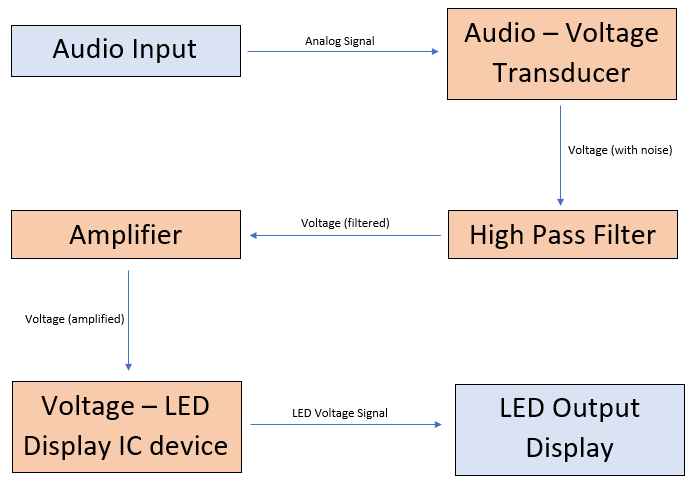 Audio Input
Analog Signal
Audio – Voltage
Transducer
Voltage (with noise)
High Pass Filter
Voltage (filtered)
Amplifier
Voltage (amplified)
Voltage – LED
Display IC device
LED Voltage Signal
LED Output
Display